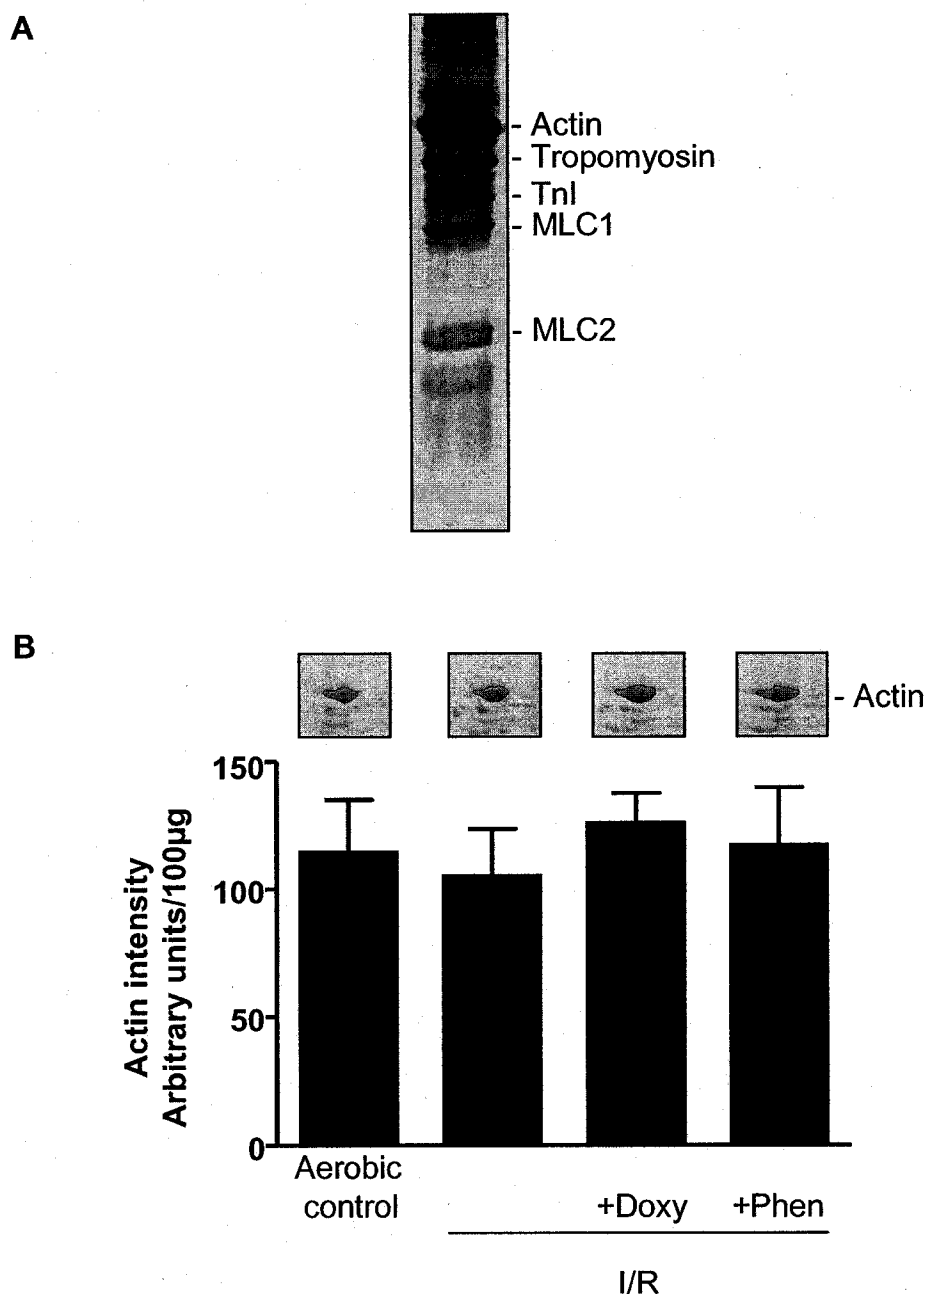 A
- Actin
- Tropomyosin
- TnI
- MLC1
- MLC2
B
- Actin
150
100
50
0
Actin intensity
Arbitrary units/100µg
Aerobic
control
+Doxy
+Phen
I/R